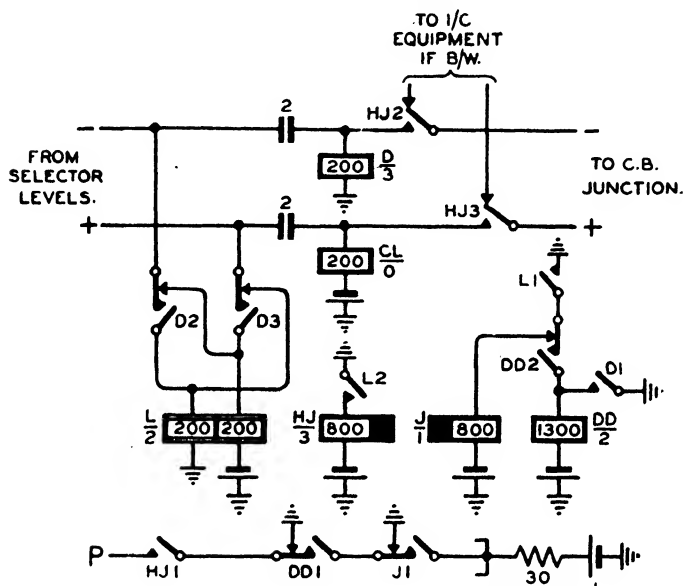 TO I/C
EQUIPMENT
IF B/W.
2
HJ2
−
−
FROM
SELECTOR
LEVELS.
200
D/3
TO C.B.
JUNCTION.
2
HJ3
+
+
200
CL/0
L1
D2
D3
L2
DD2
D1
L/2
200
200
HJ/3
800
J/1
800
1300
DD/2
P
HJ1
DD1
J1
30